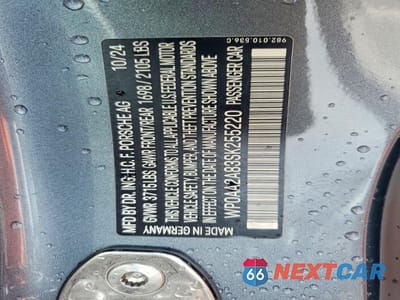 MFD BY DR. ING. H.C. F. PORSCHE AG 10/24
GVWR 3715 LBS GAWR FRONT/REAR 1698 / 2105 LBS
THIS VEHICLE CONFORMS TO ALL APPLICABLE US FEDERAL MOTOR
VEHICLE SAFETY, BUMPER, AND THEFT PREVENTION STANDARDS
IN EFFECT ON THE DATE OF MANUFACTURE SHOWN ABOVE.
WP0AA2A83SK255220 PASSENGER CAR
MADE IN GERMANY
982.010.536.C
66 NEXTCAR